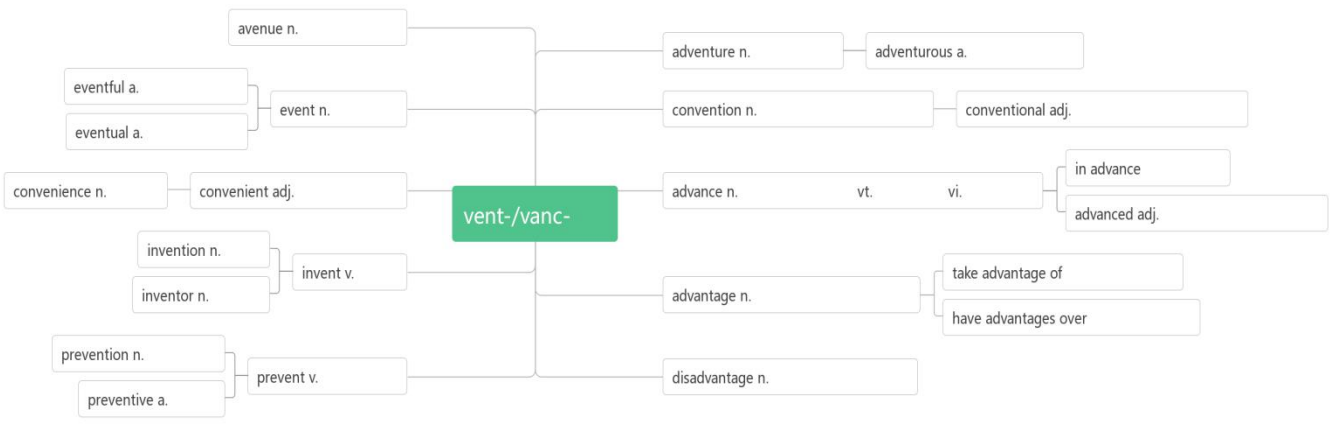 avenue n.
eventful a.
eventual a.
event n.
convenience n.
convenient adj.
invention n.
inventor n.
invent v.
prevention n.
preventive a.
prevent v.
vent-/vanc-
adventure n.
adventurous a.
convention n.
conventional adj.
advance n. vt. vi.
in advance
advanced adj.
advantage n.
take advantage of
have advantages over
disadvantage n.